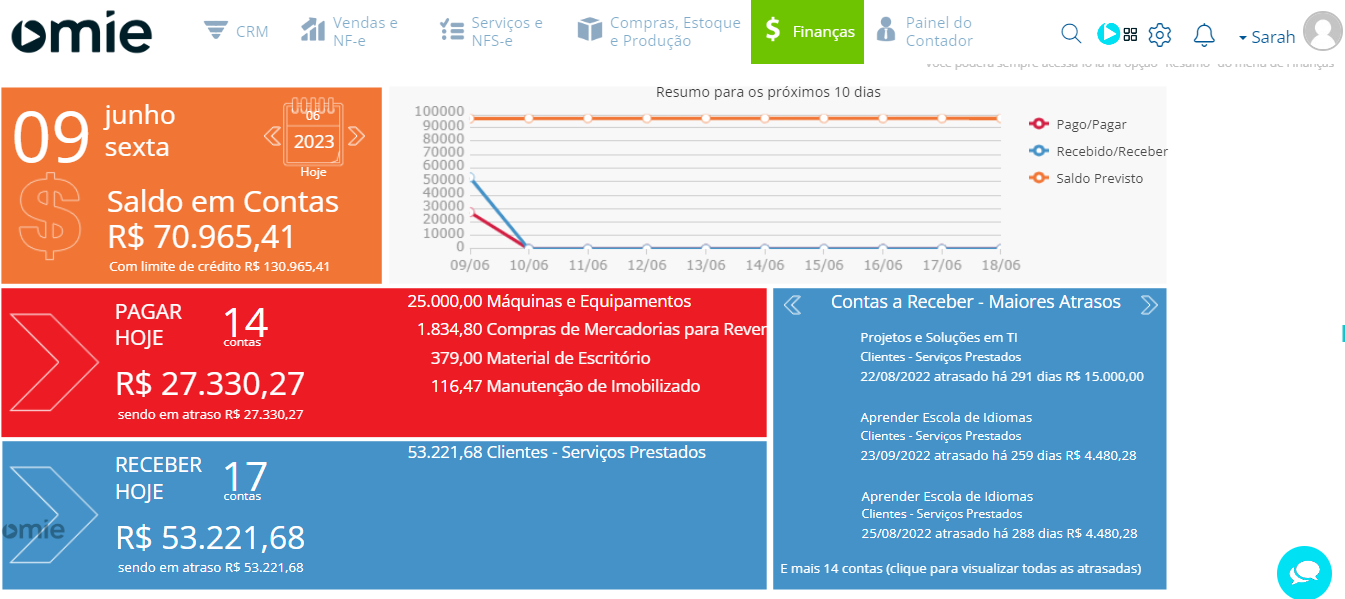 omie
CRM
Vendas e
NF-e
Serviços e
NFS-e
Compras, Estoque
e Produção
$ Finanças
Painel do
Contador
Sarah
Você poderá sempre acessá-lo lá na opção "Resumo" do menu de Finanças
09
junho
sexta
06
2023
Hoje
$
Saldo em Contas
R$ 70.965,41
Com limite de crédito R$ 130.965,41
Resumo para os próximos 10 dias
100000
90000
80000
70000
60000
50000
40000
30000
20000
10000
0
09/06 10/06 11/06 12/06 13/06 14/06 15/06 16/06 17/06 18/06
Pago/Pagar
Recebido/Receber
Saldo Previsto
PAGAR
HOJE
14
contas
R$ 27.330,27
sendo em atraso R$ 27.330,27
25.000,00 Máquinas e Equipamentos
1.834,80 Compras de Mercadorias para Rever
379,00 Material de Escritório
116,47 Manutenção de Imobilizado
RECEBER
HOJE
17
contas
omie
R$ 53.221,68
sendo em atraso R$ 53.221,68
53.221,68 Clientes - Serviços Prestados
Contas a Receber - Maiores Atrasos
Projetos e Soluções em TI
Clientes - Serviços Prestados
22/08/2022 atrasado há 291 dias R$ 15.000,00
Aprender Escola de Idiomas
Clientes - Serviços Prestados
23/09/2022 atrasado há 259 dias R$ 4.480,28
Aprender Escola de Idiomas
Clientes - Serviços Prestados
25/08/2022 atrasado há 288 dias R$ 4.480,28
E mais 14 contas (clique para visualizar todas as atrasadas)